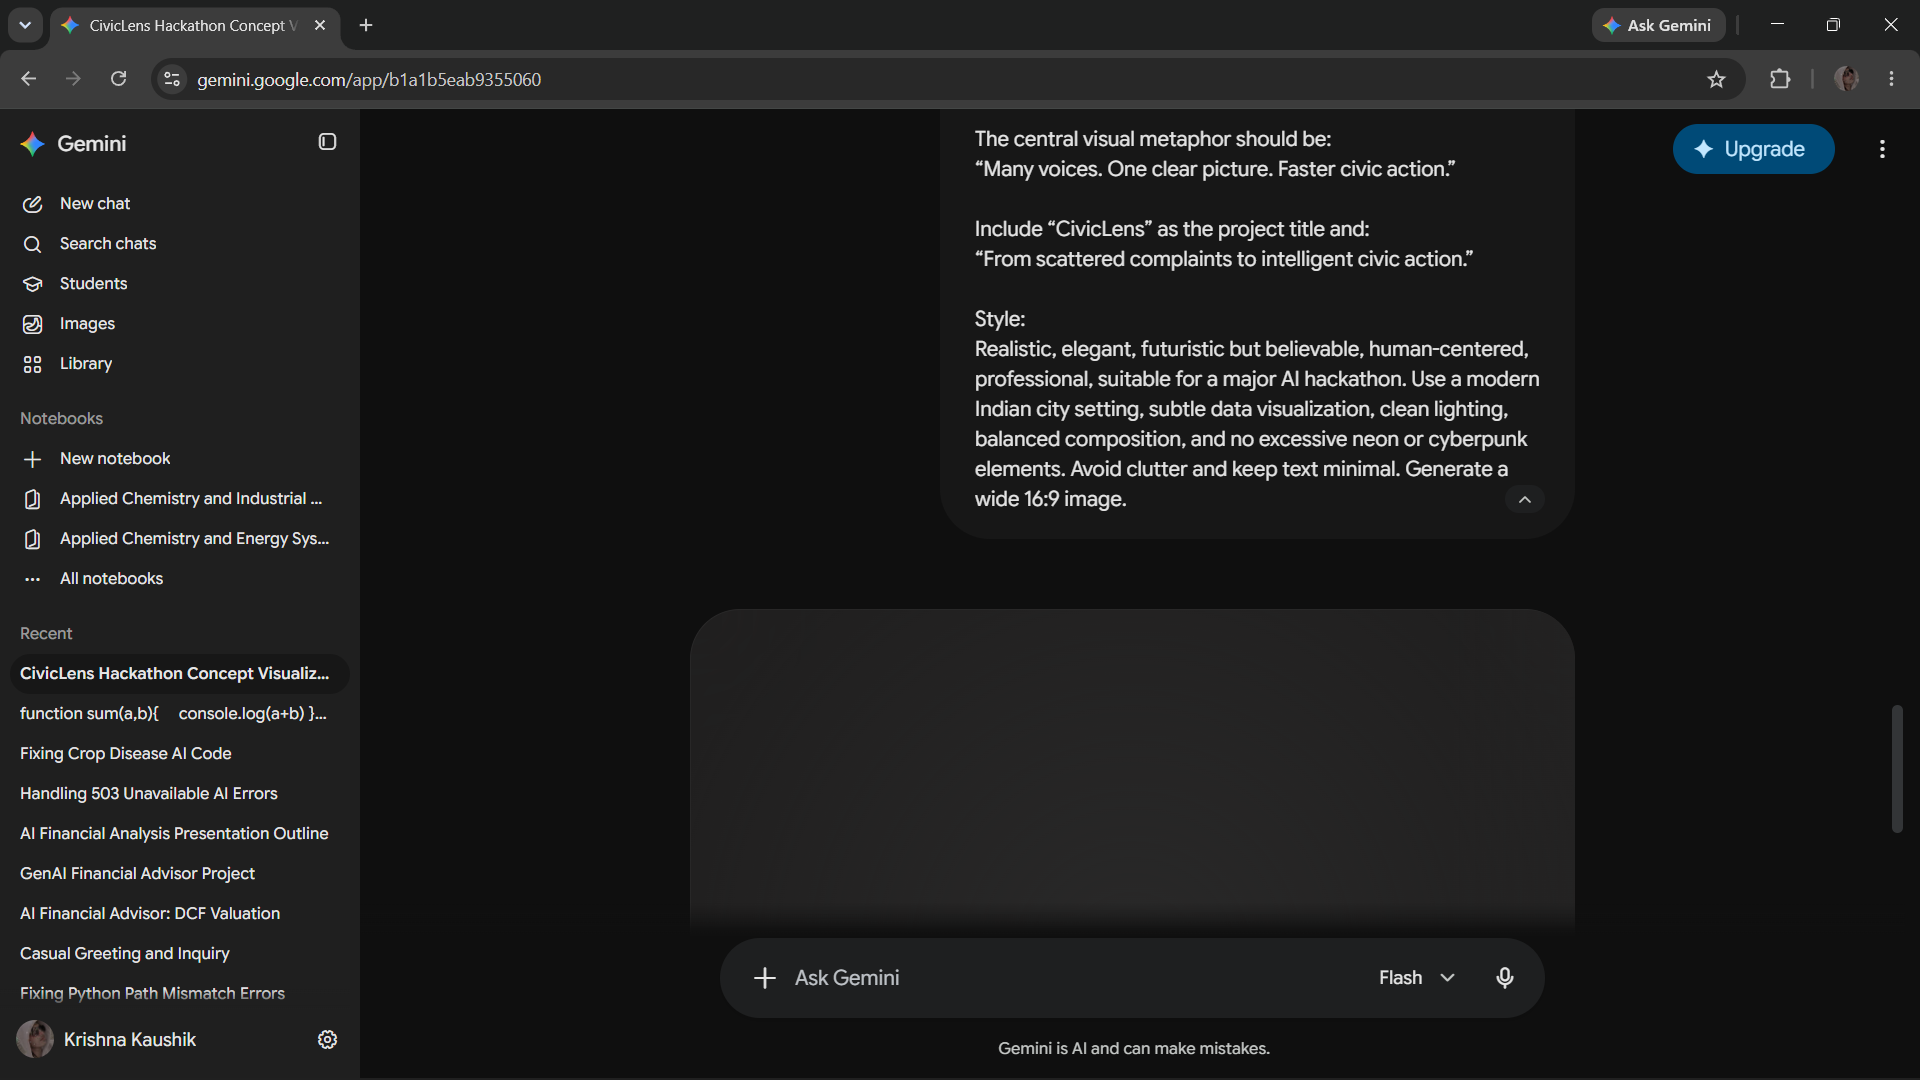 CivicLens Hackathon Concept V
Ask Gemini
gemini.google.com/app/b1a1b5eab9355060
Gemini
New chat
Search chats
Students
Images
Library
Notebooks
New notebook
Applied Chemistry and Industrial ...
Applied Chemistry and Energy Sys...
All notebooks
Recent
CivicLens Hackathon Concept Visualiz...
function sum(a,b){ console.log(a+b) }...
Fixing Crop Disease AI Code
Handling 503 Unavailable AI Errors
AI Financial Analysis Presentation Outline
GenAI Financial Advisor Project
AI Financial Advisor: DCF Valuation
Casual Greeting and Inquiry
Fixing Python Path Mismatch Errors
Krishna Kaushik
The central visual metaphor should be:
“Many voices. One clear picture. Faster civic action.”
Include “CivicLens” as the project title and:
“From scattered complaints to intelligent civic action.”
Style:
Realistic, elegant, futuristic but believable, human-centered,
professional, suitable for a major AI hackathon. Use a modern
Indian city setting, subtle data visualization, clean lighting,
balanced composition, and no excessive neon or cyberpunk
elements. Avoid clutter and keep text minimal. Generate a
wide 16:9 image.
Upgrade
Ask Gemini
Flash
Gemini is AI and can make mistakes.